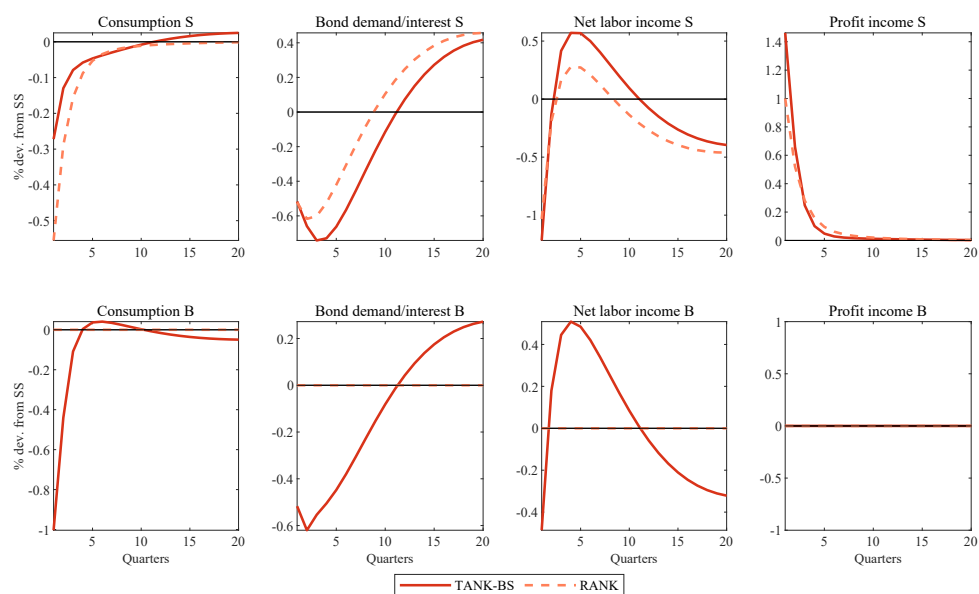 Consumption S
Bond demand/interest S
Net labor income S
Profit income S
% dev. from SS
0
-0.1
-0.2
-0.3
-0.4
-0.5
5 10 15 20
0.4
0.2
0
-0.2
-0.4
-0.6
5 10 15 20
0.5
0
-0.5
-1
5 10 15 20
1.4
1.2
1
0.8
0.6
0.4
0.2
0
5 10 15 20
Consumption B
Bond demand/interest B
Net labor income B
Profit income B
% dev. from SS
0
-0.2
-0.4
-0.6
-0.8
-1
5 10 15 20
Quarters
0.2
0
-0.2
-0.4
-0.6
5 10 15 20
Quarters
0.4
0.2
0
-0.2
-0.4
5 10 15 20
Quarters
1
0.5
0
-0.5
-1
5 10 15 20
Quarters
TANK-BS RANK